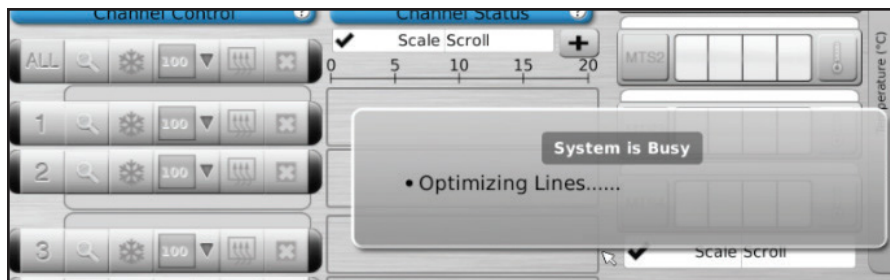 Channel Control ?
Channel Status ?
ALL 100
Scale Scroll
+
0 5 10 15 20
MTS2
1 100
2 100
3 100
System is Busy
• Optimizing Lines......
Scale Scroll